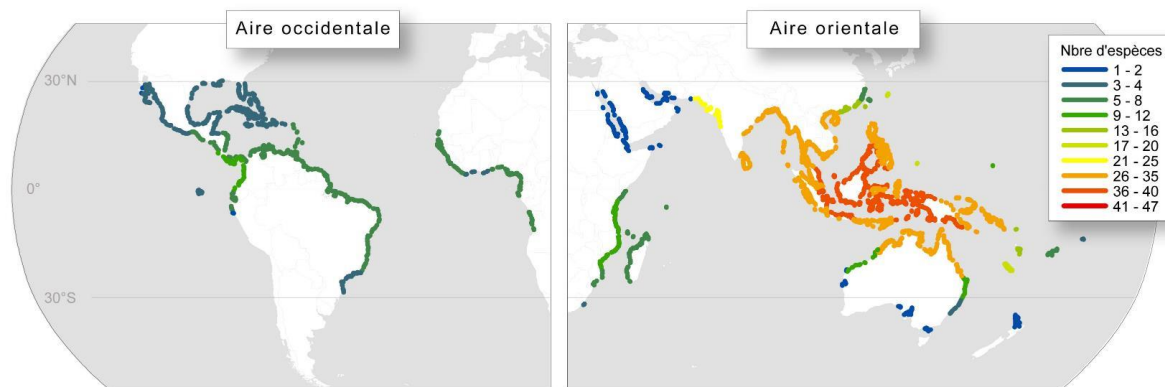 Aire occidentale
Aire orientale
Nbre d'espèces
1 - 2
3 - 4
5 - 8
9 - 12
13 - 16
17 - 20
21 - 25
26 - 35
36 - 40
41 - 47
30°N
0°
30°S